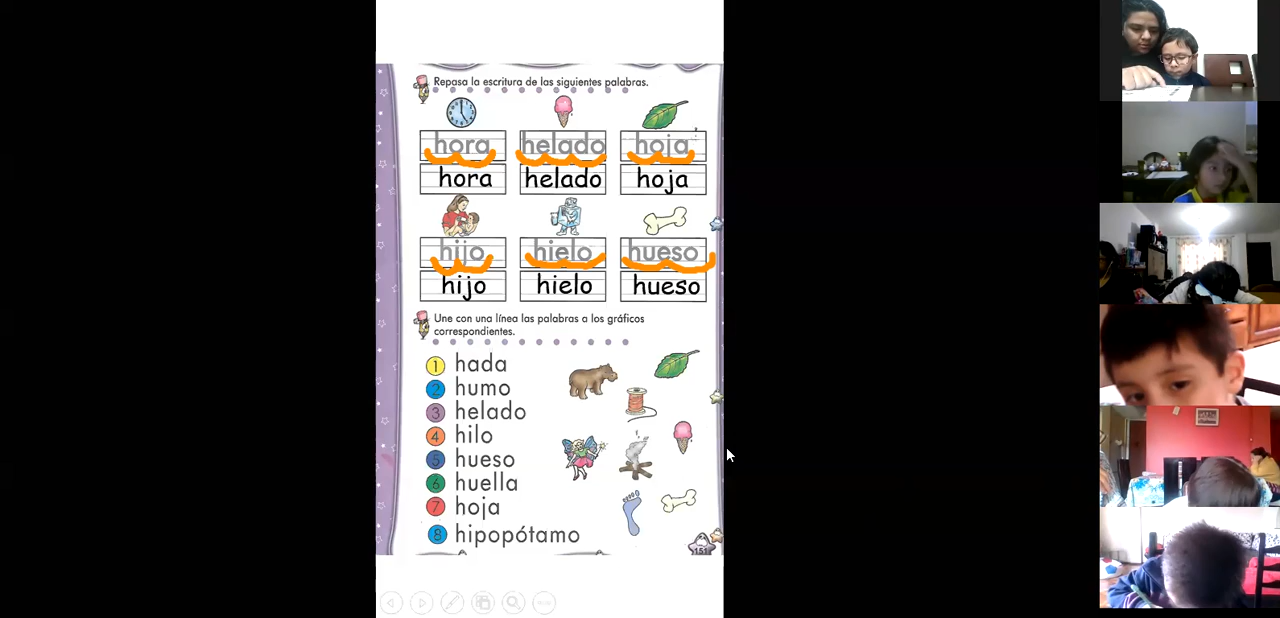 Repasa la escritura de las siguientes palabras.
hora helado hoja
hora helado hoja
hijo hielo hueso
hijo hielo hueso
Une con una línea las palabras a los gráficos
correspondientes.
1 hada
2 humo
3 helado
4 hilo
5 hueso
6 huella
7 hoja
8 hipopótamo
151